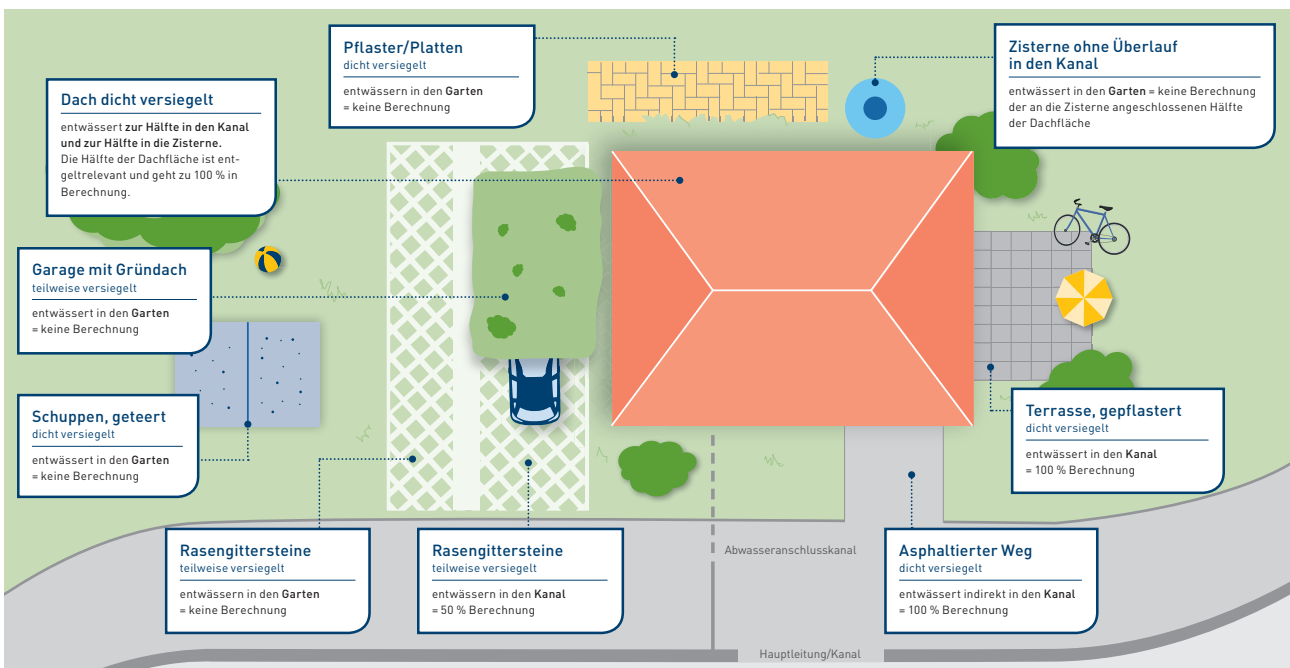 Pflaster/Platten
dicht versiegelt
entwässern in den Garten
= keine Berechnung
Zisterne ohne Überlauf
in den Kanal
entwässert in den Garten = keine Berechnung
der an die Zisterne angeschlossenen Hälfte
der Dachfläche
Dach dicht versiegelt
entwässert zur Hälfte in den Kanal
und zur Hälfte in die Zisterne.
Die Hälfte der Dachfläche ist ent-
geltrelevant und geht zu 100 % in
Berechnung.
Garage mit Gründach
teilweise versiegelt
entwässert in den Garten
= keine Berechnung
Schuppen, geteert
dicht versiegelt
entwässert in den Garten
= keine Berechnung
Terrasse, gepflastert
dicht versiegelt
entwässert in den Kanal
= 100 % Berechnung
Rasengittersteine
teilweise versiegelt
entwässern in den Garten
= keine Berechnung
Rasengittersteine
teilweise versiegelt
entwässern in den Kanal
= 50 % Berechnung
Abwasseranschlusskanal
Asphaltierter Weg
dicht versiegelt
entwässert indirekt in den Kanal
= 100 % Berechnung
Hauptleitung/Kanal